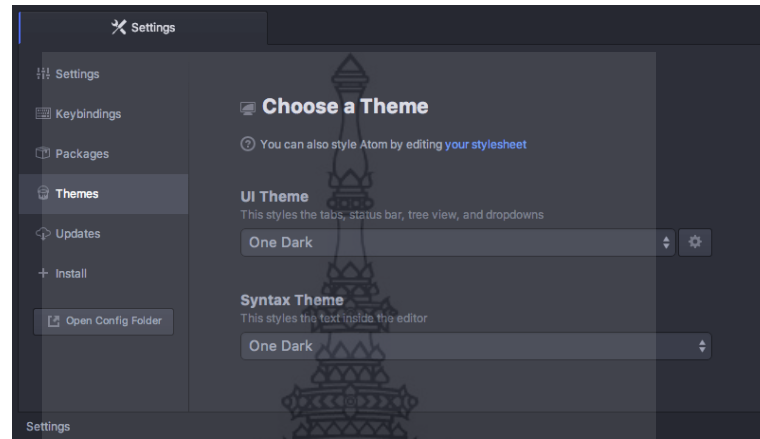 Settings
Settings
Keybindings
Packages
Themes
Updates
Install
Open Config Folder
Choose a Theme
You can also style Atom by editing your stylesheet
UI Theme
This styles the tabs, status bar, tree view, and dropdowns
One Dark
Syntax Theme
This styles the text inside the editor
One Dark
Settings